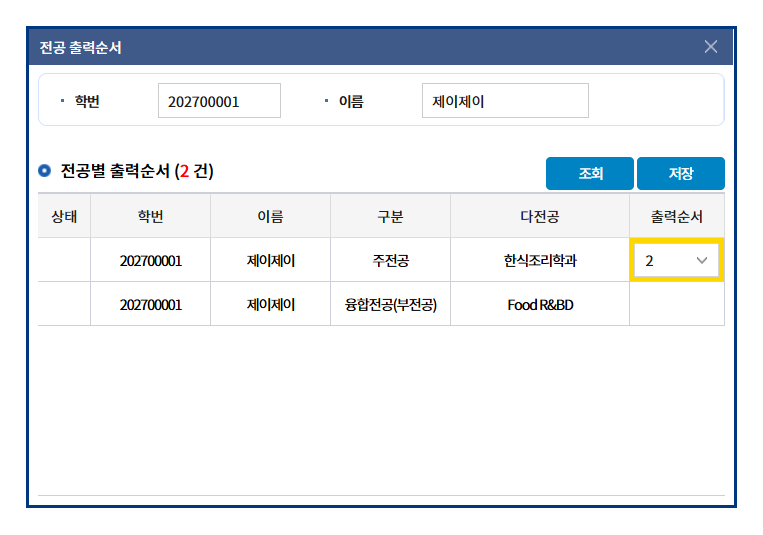 전공 출력순서
학번 202700001 이름 제이제이
전공별 출력순서 (2 건) 조회 저장
상태 학번 이름 구분 다전공 출력순서
202700001 제이제이 주전공 한식조리학과 2
202700001 제이제이 융합전공(부전공) Food R&BD